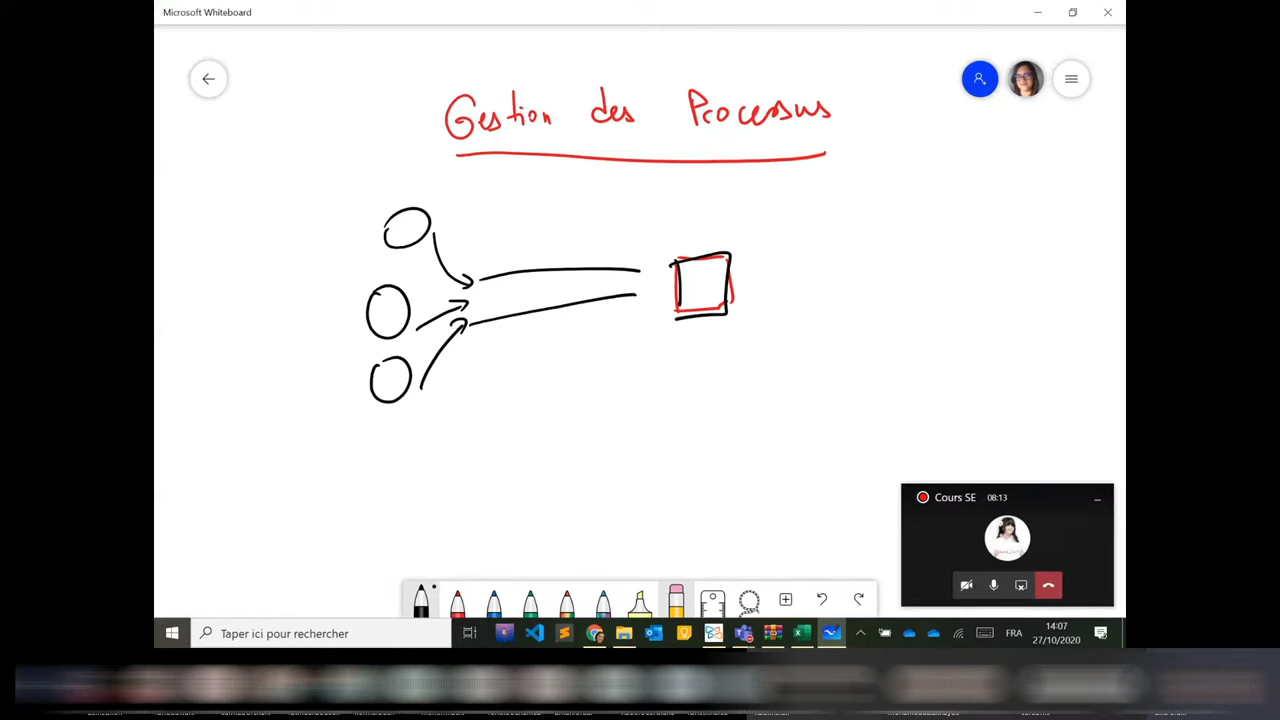 Microsoft Whiteboard
Gestion des Processus
Cours SE 08:13
Taper ici pour rechercher
FRA
14:07
27/10/2020